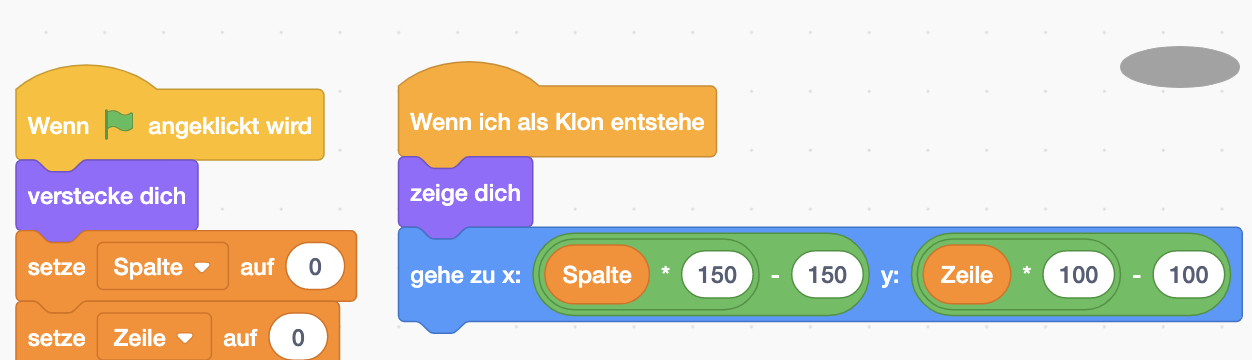 Wenn angeklickt wird
verstecke dich
setze Spalte auf 0
setze Zeile auf 0
Wenn ich als Klon entstehe
zeige dich
gehe zu x: Spalte * 150 - 150 y: Zeile * 100 - 100